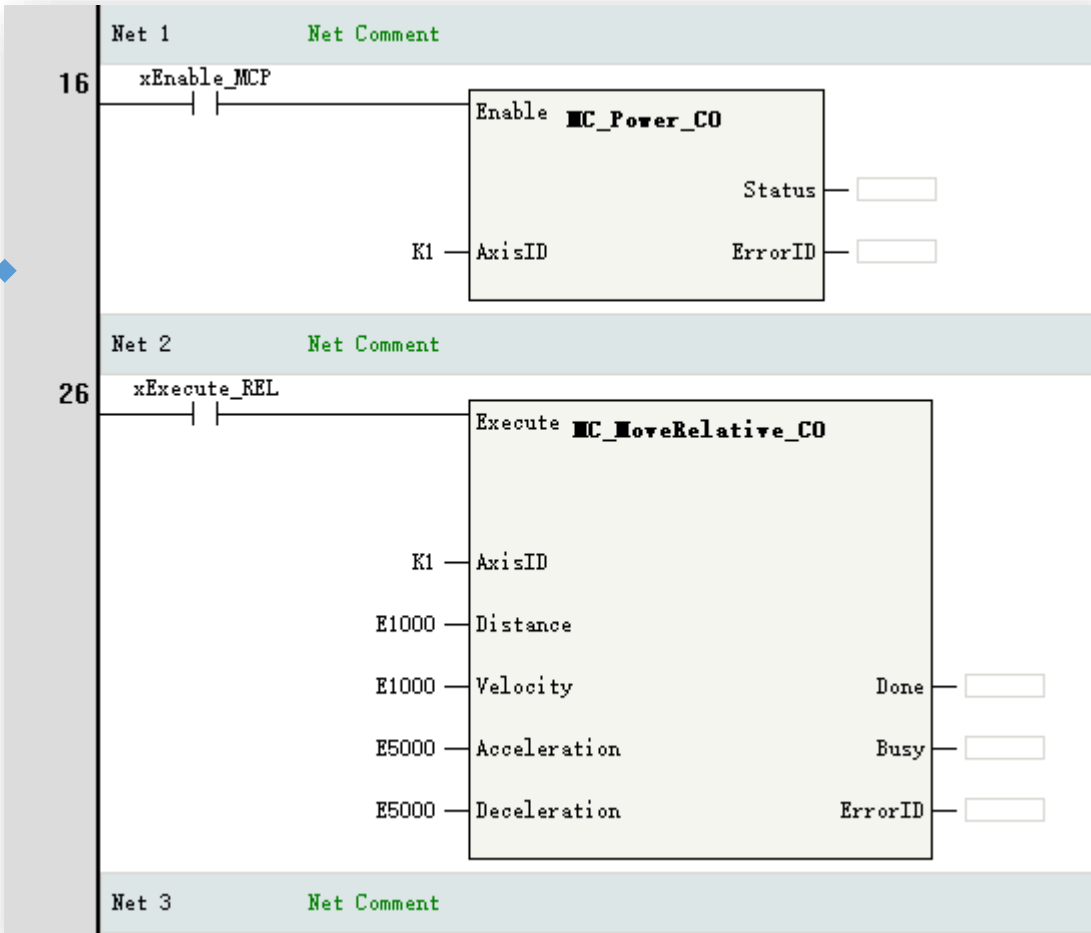 Net 1 Net Comment
16 xEnable_MCP
Enable MC_Power_CO
Status
K1 AxisID ErrorID
Net 2 Net Comment
26 xExecute_REL
Execute MC_MoveRelative_CO
K1 AxisID
E1000 Distance
E1000 Velocity Done
E5000 Acceleration Busy
E5000 Deceleration ErrorID
Net 3 Net Comment